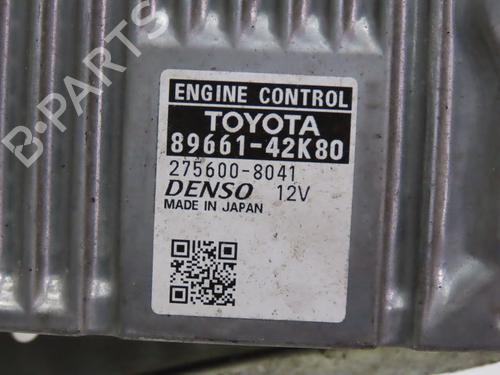 B-PARTS
ENGINE CONTROL
TOYOTA
89661-42K80
275600-8041
DENSO 12V
MADE IN JAPAN